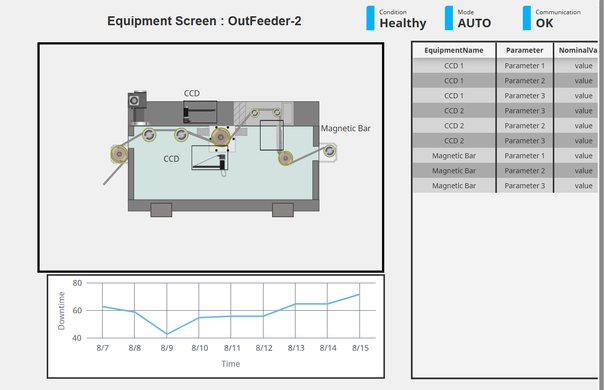 Equipment Screen : OutFeeder-2
Condition
Healthy
Mode
AUTO
Communication
OK
CCD
Magnetic Bar
CCD
EquipmentName Parameter NominalVa
CCD 1 Parameter 1 value
CCD 1 Parameter 2 value
CCD 1 Parameter 3 value
CCD 2 Parameter 3 value
CCD 2 Parameter 2 value
CCD 2 Parameter 3 value
Magnetic Bar Parameter 1 value
Magnetic Bar Parameter 2 value
Magnetic Bar Parameter 3 value
80
60
40
Downtime
8/7 8/8 8/9 8/10 8/11 8/12 8/13 8/14 8/15
Time